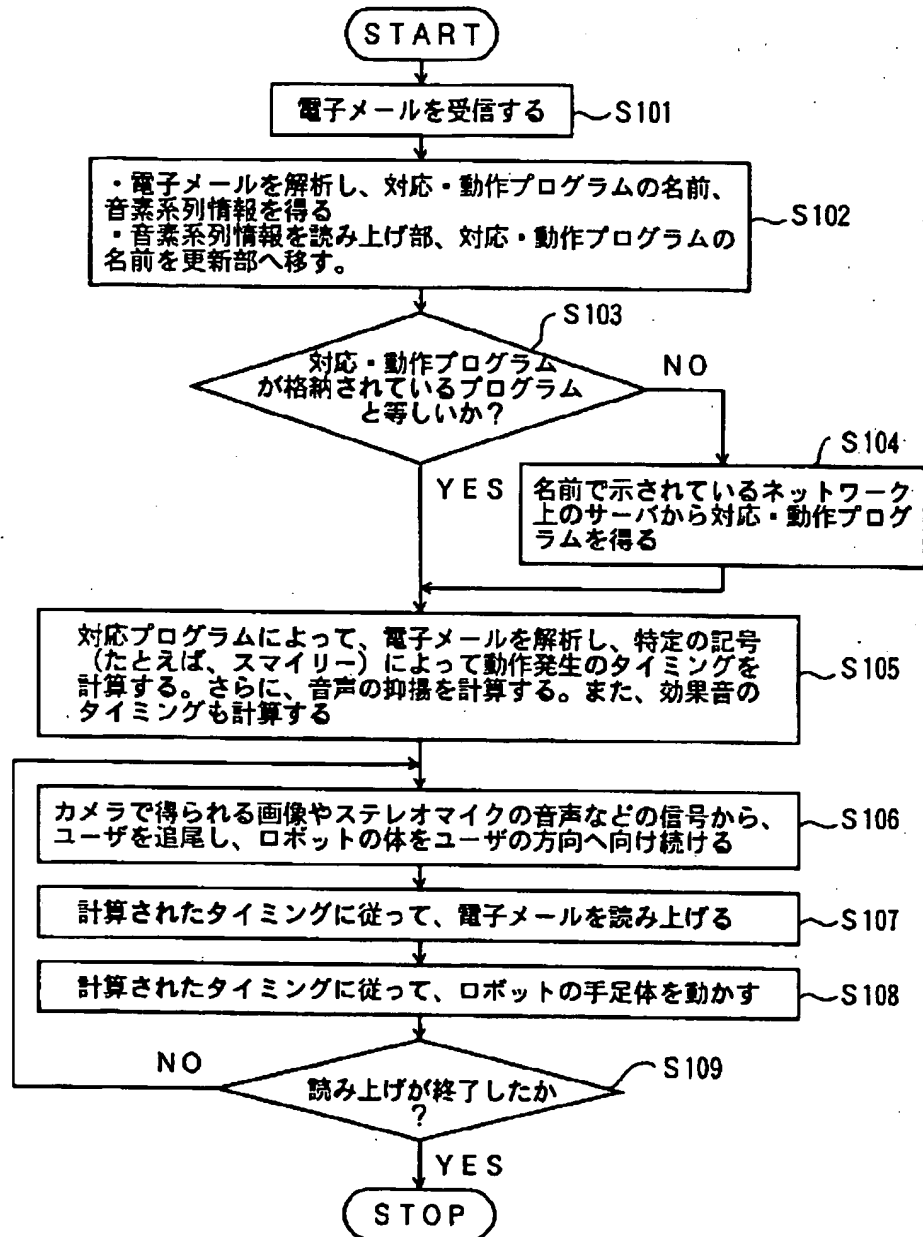 START
電子メールを受信する
S101
・電子メールを解析し、対応・動作プログラムの名前、
音素系列情報を得る
・音素系列情報を読み上げ部、対応・動作プログラムの
名前を更新部へ移す。
S102
S103
対応・動作プログラム
が格納されているプログラム
と等しいか？
NO
YES
S104
名前で示されているネットワーク
上のサーバから対応・動作プログ
ラムを得る
対応プログラムによって、電子メールを解析し、特定の記号
（たとえば、スマイリー）によって動作発生のタイミングを
計算する。さらに、音声の抑揚を計算する。また、効果音の
タイミングも計算する
S105
カメラで得られる画像やステレオマイクの音声などの信号から、
ユーザを追尾し、ロボットの体をユーザの方向へ向け続ける
S106
計算されたタイミングに従って、電子メールを読み上げる
S107
計算されたタイミングに従って、ロボットの手足体を動かす
S108
NO
S109
読み上げが終了したか
？
YES
STOP